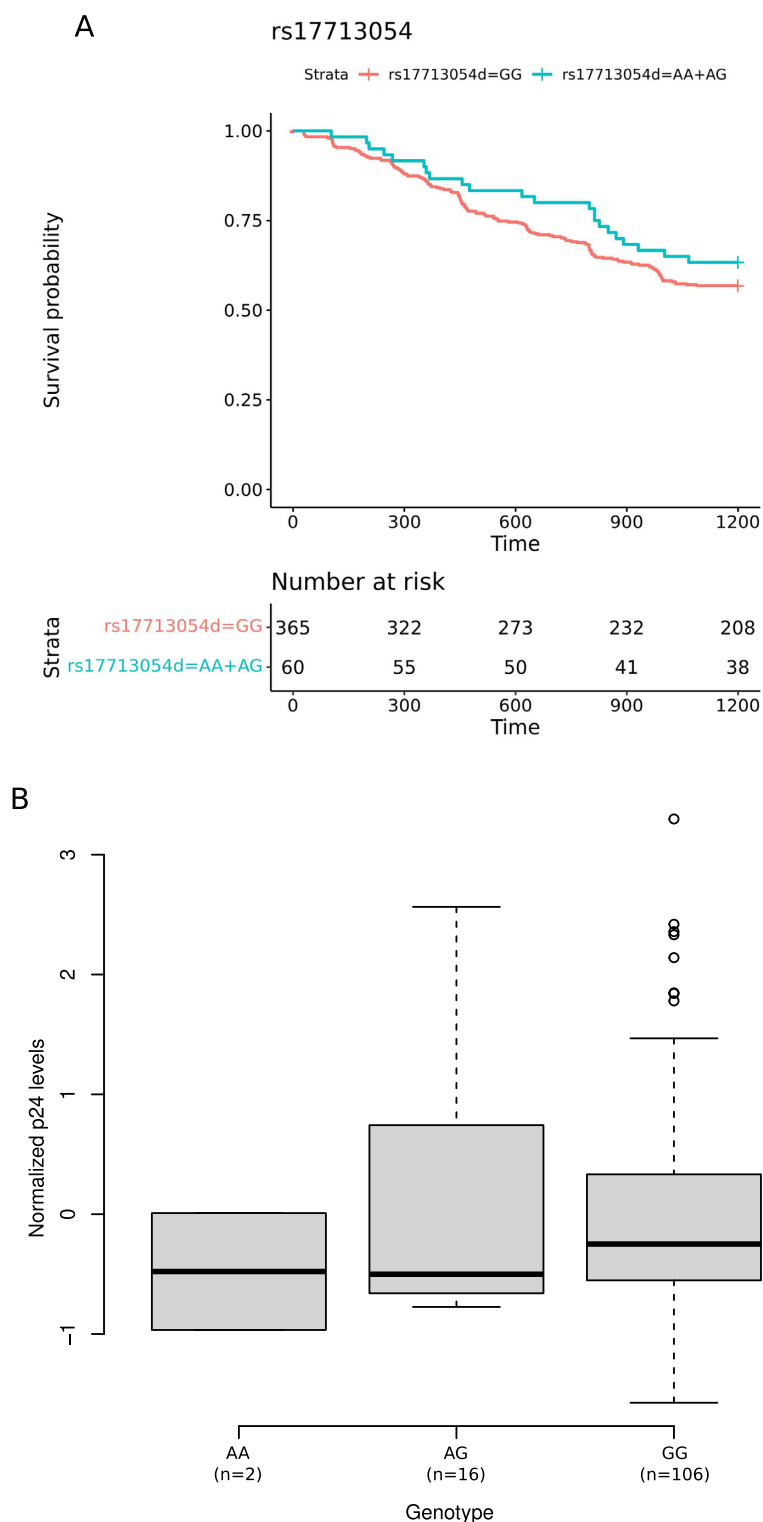 A
rs17713054
Strata rs17713054d=GG rs17713054d=AA+AG
Survival probability
1.00
0.75
0.50
0.25
0.00
0 300 600 900 1200
Time
Number at risk
Strata
rs17713054d=GG 365 322 273 232 208
rs17713054d=AA+AG 60 55 50 41 38
0 300 600 900 1200
Time
B
Normalized p24 levels
3
2
1
0
−1
AA AG GG
(n=2) (n=16) (n=106)
Genotype